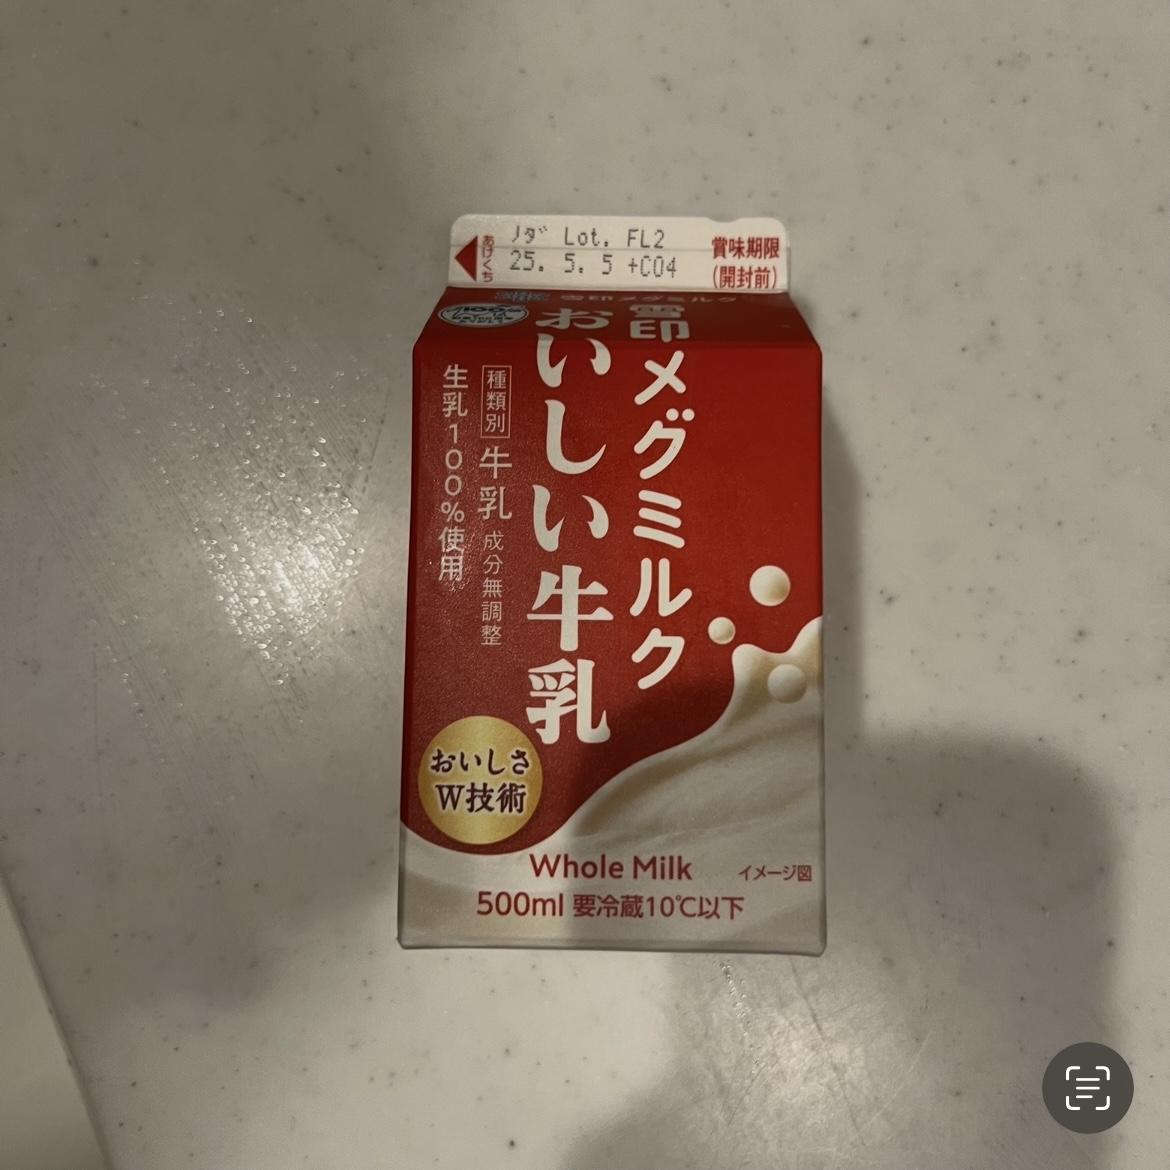 ﾉﾀﾞ Lot. FL2
25. 5. 5 +C04
賞味期限
(開封前)
あけくち
雪印メグミルク
雪印メグミルク
おいしい牛乳
種類別 牛乳 成分無調整
生乳100%使用
おいしさ
W技術
Whole Milk
イメージ図
500ml 要冷蔵10℃以下